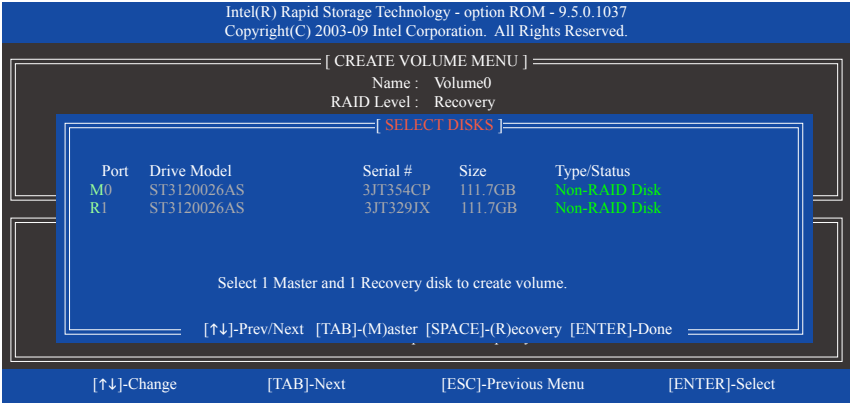 Intel(R) Rapid Storage Technology - option ROM - 9.5.0.1037
Copyright(C) 2003-09 Intel Corporation. All Rights Reserved.
[ CREATE VOLUME MENU ]
Name : Volume0
RAID Level : Recovery
[ SELECT DISKS ]
Port Drive Model Serial # Size Type/Status
M0 ST3120026AS 3JT354CP 111.7GB Non-RAID Disk
R1 ST3120026AS 3JT329JX 111.7GB Non-RAID Disk
Select 1 Master and 1 Recovery disk to create volume.
[↑↓]-Prev/Next [TAB]-(M)aster [SPACE]-(R)ecovery [ENTER]-Done
[↑↓]-Change [TAB]-Next [ESC]-Previous Menu [ENTER]-Select